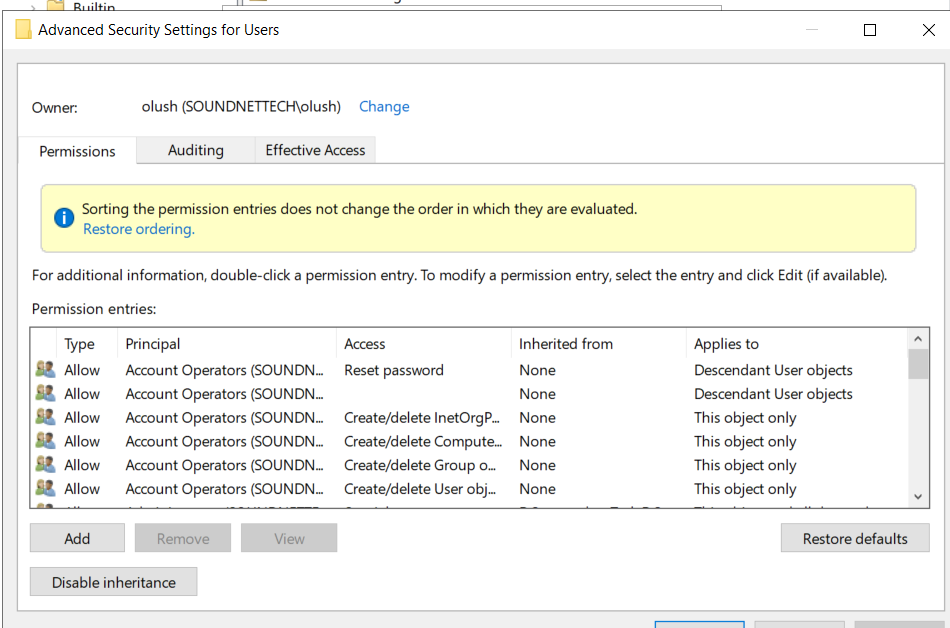 Builtin
Advanced Security Settings for Users
Owner: olush (SOUNDNETTECH\olush) Change
Permissions Auditing Effective Access
Sorting the permission entries does not change the order in which they are evaluated.
Restore ordering.
For additional information, double-click a permission entry. To modify a permission entry, select the entry and click Edit (if available).
Permission entries:
Type Principal Access Inherited from Applies to
Allow Account Operators (SOUNDN... Reset password None Descendant User objects
Allow Account Operators (SOUNDN... None Descendant User objects
Allow Account Operators (SOUNDN... Create/delete InetOrgP... None This object only
Allow Account Operators (SOUNDN... Create/delete Compute... None This object only
Allow Account Operators (SOUNDN... Create/delete Group o... None This object only
Allow Account Operators (SOUNDN... Create/delete User obj... None This object only
Add Remove View Restore defaults
Disable inheritance